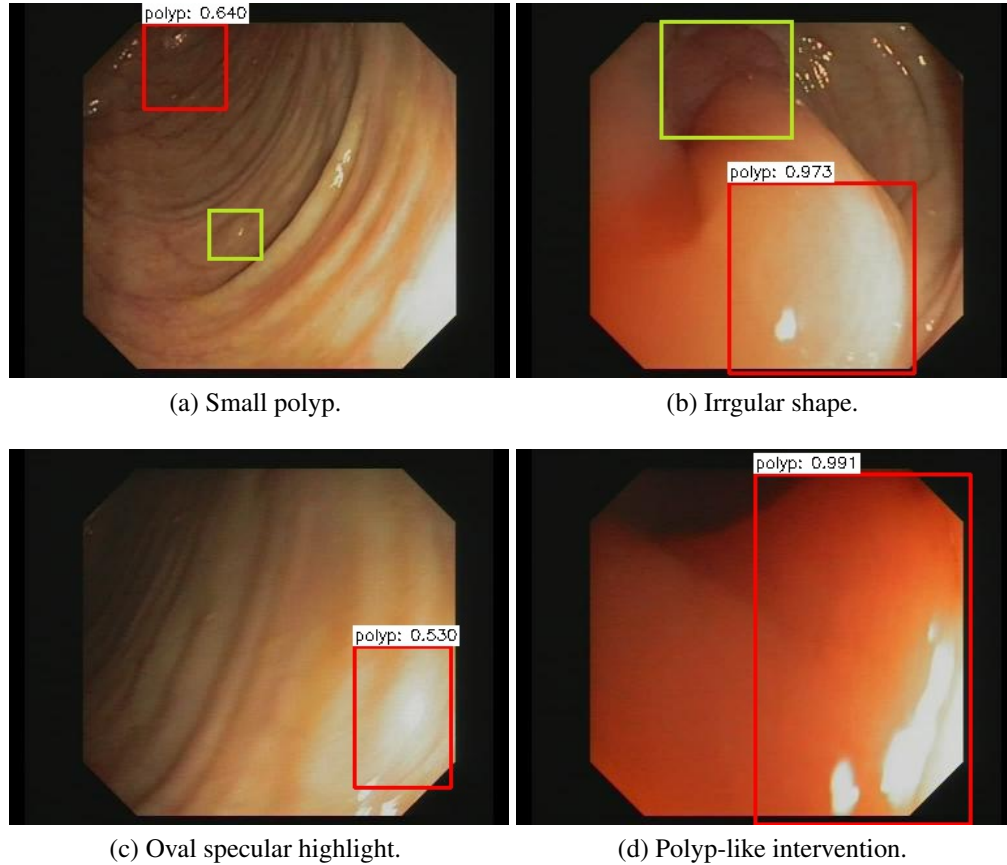 polyp: 0.640
polyp: 0.973
(a) Small polyp.
(b) Irrgular shape.
polyp: 0.991
polyp: 0.530
(c) Oval specular highlight.
(d) Polyp-like intervention.